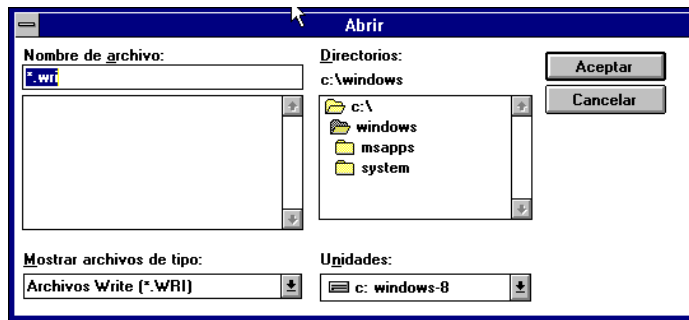 Abrir
Nombre de archivo:
*.wri
Directorios:
c:\windows
c:\
windows
msapps
system
Aceptar
Cancelar
Mostrar archivos de tipo:
Archivos Write (*.WRI)
Unidades:
c: windows-8